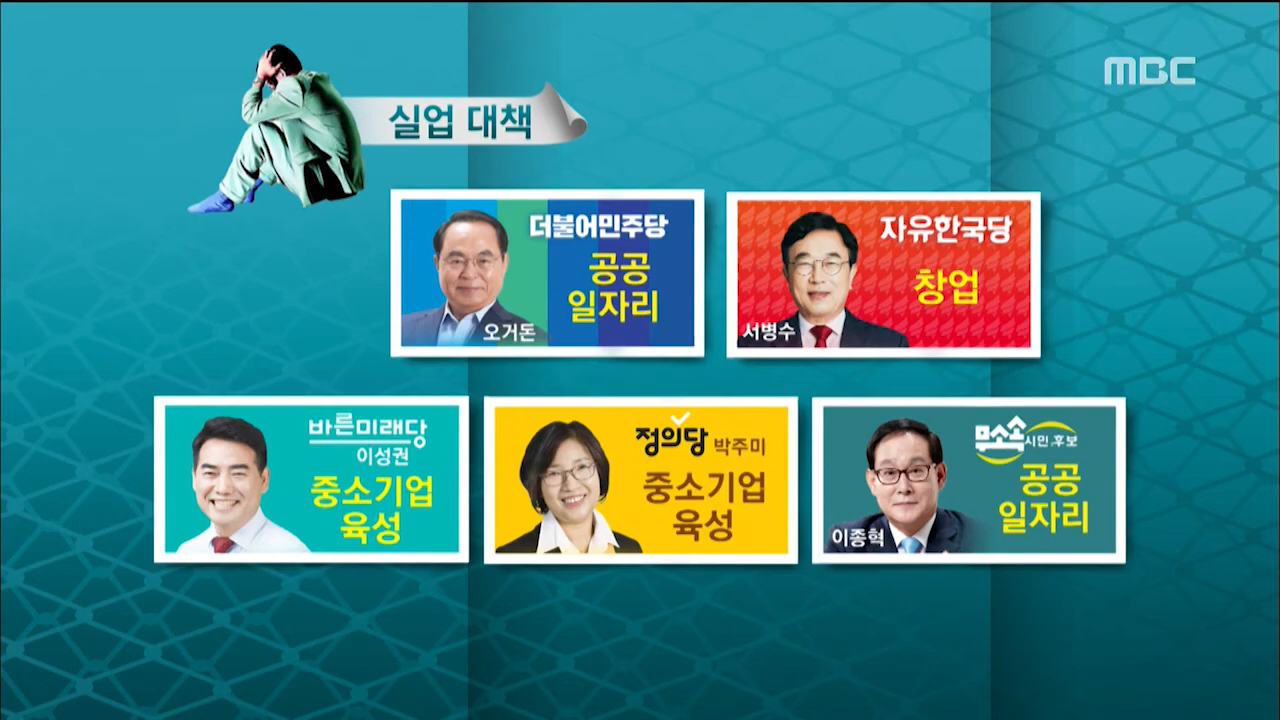 MBC
실업 대책
더불어민주당
공공
일자리
오거돈
자유한국당
창업
서병수
바른미래당
이성권
중소기업
육성
정의당 박주미
중소기업
육성
무소속 시민후보
공공
일자리
이종혁